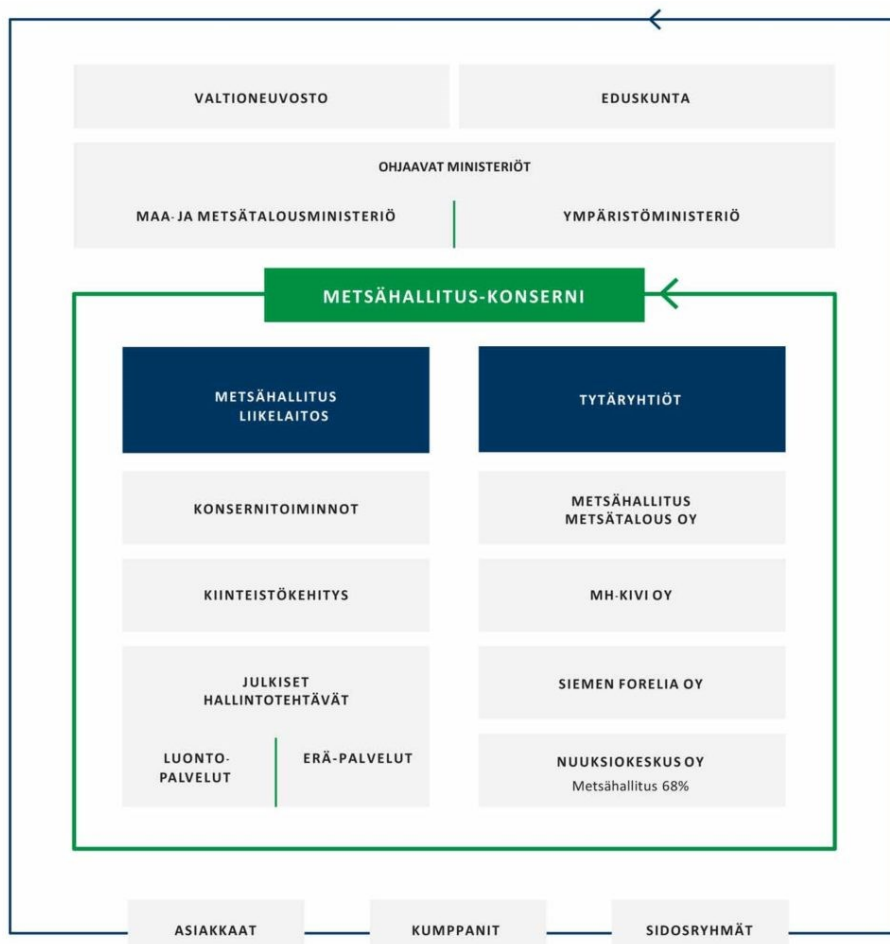 VALTIONEUVOSTO
EDUSKUNTA
OHJAAVAT MINISTERIÖT
MAA- JA METSÄTALOUSMINISTERIÖ
YMPÄRISTÖMINISTERIÖ
METSÄHALLITUS-KONSERNI
METSÄHALLITUS
LIIKELAITOS
KONSERNITOIMINNOT
KIINTEISTÖKEHITYS
JULKISET
HALLINTOTEHTÄVÄT
LUONTO-
PALVELUT
ERÄ-PALVELUT
TYTÄRYHTIÖT
METSÄHALLITUS
METSÄTALOUS OY
MH-KIVI OY
SIEMEN FORELIA OY
NUUKSIOKESKUS OY
Metsähallitus 68%
ASIAKKAAT
KUMPPANIT
SIDOSRYHMÄT